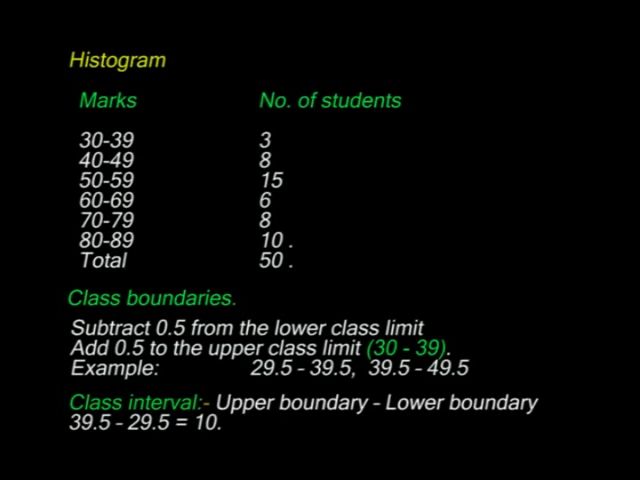 Histogram
Marks No. of students
30-39 3
40-49 8
50-59 15
60-69 6
70-79 8
80-89 10 .
Total 50 .
Class boundaries.
Subtract 0.5 from the lower class limit
Add 0.5 to the upper class limit (30 - 39).
Example: 29.5 - 39.5, 39.5 - 49.5
Class interval:- Upper boundary - Lower boundary
39.5 - 29.5 = 10.